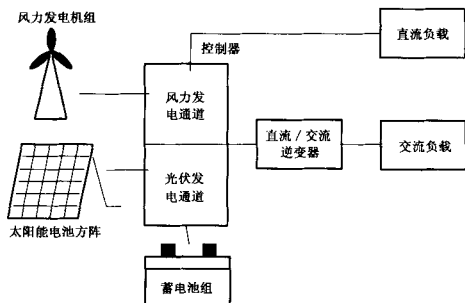 风力发电机组
控制器
直流负载
风力发
电通道
直流 / 交流
逆变器
交流负载
光伏发
电通道
太阳能电池方阵
蓄电池组